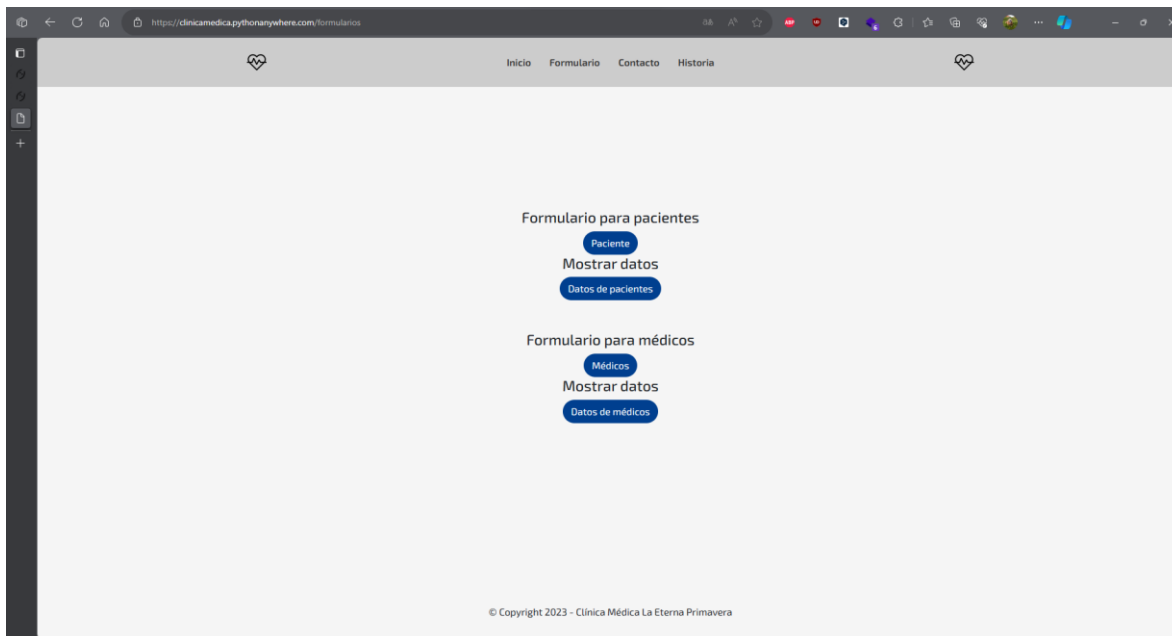 https://clinicamedica.pythonanywhere.com/formularios
Inicio Formulario Contacto Historia
Formulario para pacientes
Paciente
Mostrar datos
Datos de pacientes
Formulario para médicos
Médicos
Mostrar datos
Datos de médicos
© Copyright 2023 - Clínica Médica La Eterna Primavera